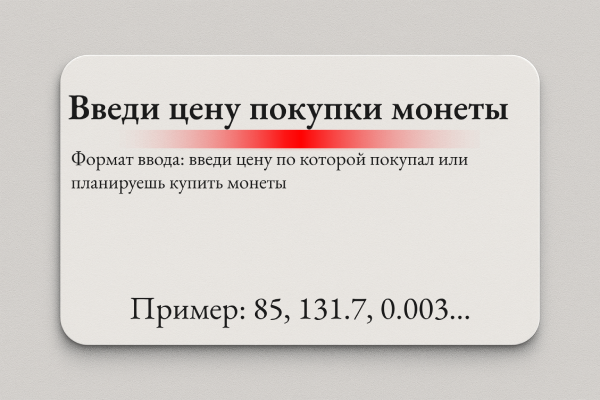 Введи цену покупки монеты
Формат ввода: введи цену по которой покупал или
планируешь купить монеты
Пример: 85, 131.7, 0.003...